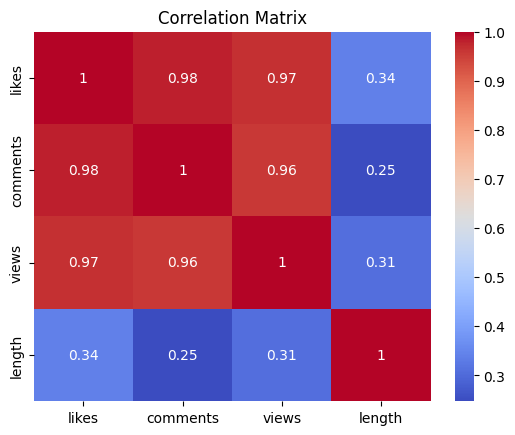 Correlation Matrix
likes 1 0.98 0.97 0.34
comments 0.98 1 0.96 0.25
views 0.97 0.96 1 0.31
length 0.34 0.25 0.31 1
likes comments views length
1.0
0.9
0.8
0.7
0.6
0.5
0.4
0.3